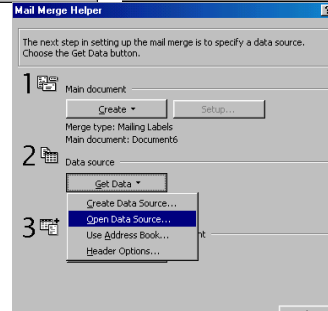 Mail Merge Helper
The next step in setting up the mail merge is to specify a data source.
Choose the Get Data button.
1
Main document
Create
Setup...
Merge type: Mailing Labels
Main document: Document6
2
Data source
Get Data
Create Data Source...
Open Data Source...
Use Address Book...
Header Options...
3
nt